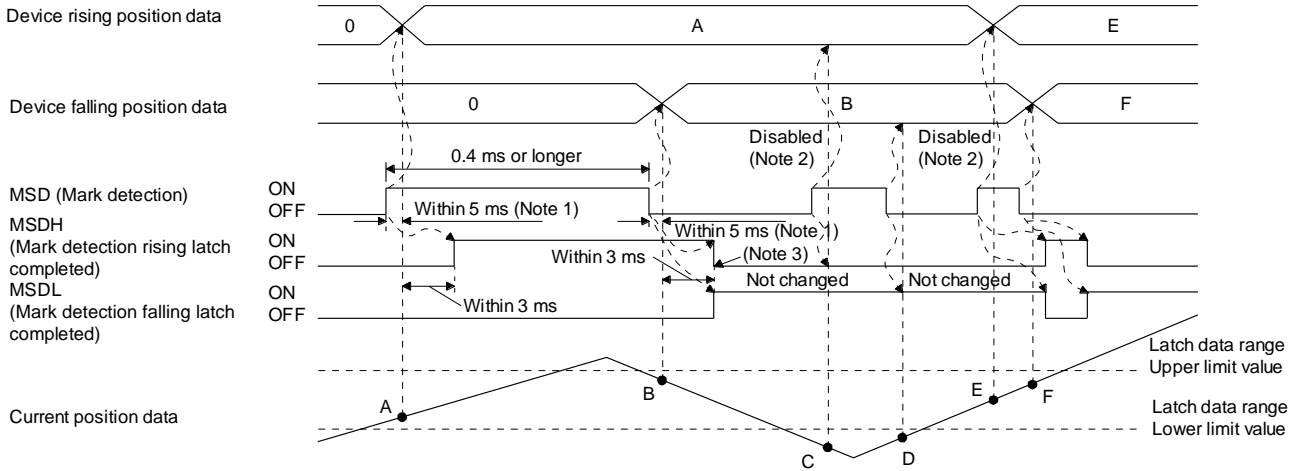 Device rising position data
0
A
E
Device falling position data
0
B
F
Disabled
(Note 2)
Disabled
(Note 2)
0.4 ms or longer
MSD (Mark detection)
ON
OFF
Within 5 ms (Note 1)
Within 5 ms (Note 1)
MSDH
(Mark detection rising latch
completed)
ON
OFF
(Note 3)
Within 3 ms
Not changed
Not changed
MSDL
(Mark detection falling latch
completed)
ON
OFF
Within 3 ms
Latch data range
Upper limit value
Current position data
A
B
E
F
Latch data range
Lower limit value
C
D